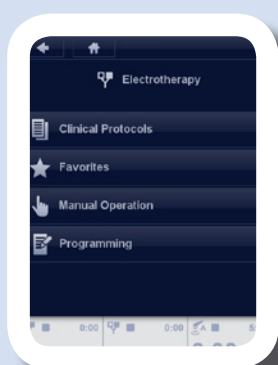 Electrotherapy
Clinical Protocols
Favorites
Manual Operation
Programming
0:00 0:00 A